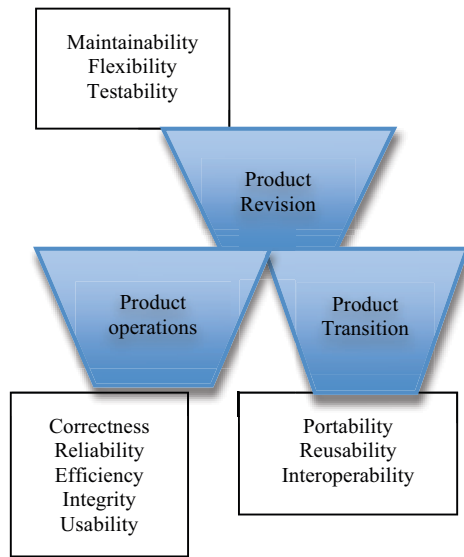 Maintainability
Flexibility
Testability
Product
Revision
Product
operations
Product
Transition
Correctness
Reliability
Efficiency
Integrity
Usability
Portability
Reusability
Interoperability